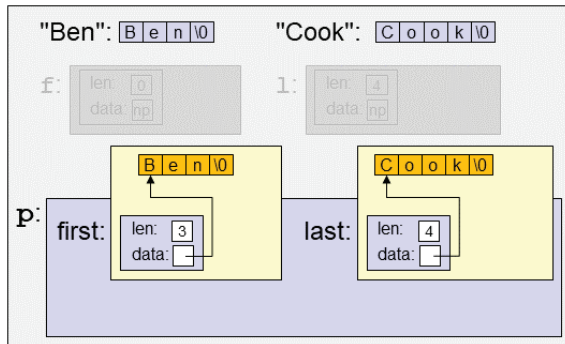 "Ben": B e n \0 "Cook": C o o k \0
f: len: 0 l: len: 4
data: np data: np
B e n \0 C o o k \0
p: first: len: 3 last: len: 4
data: data: